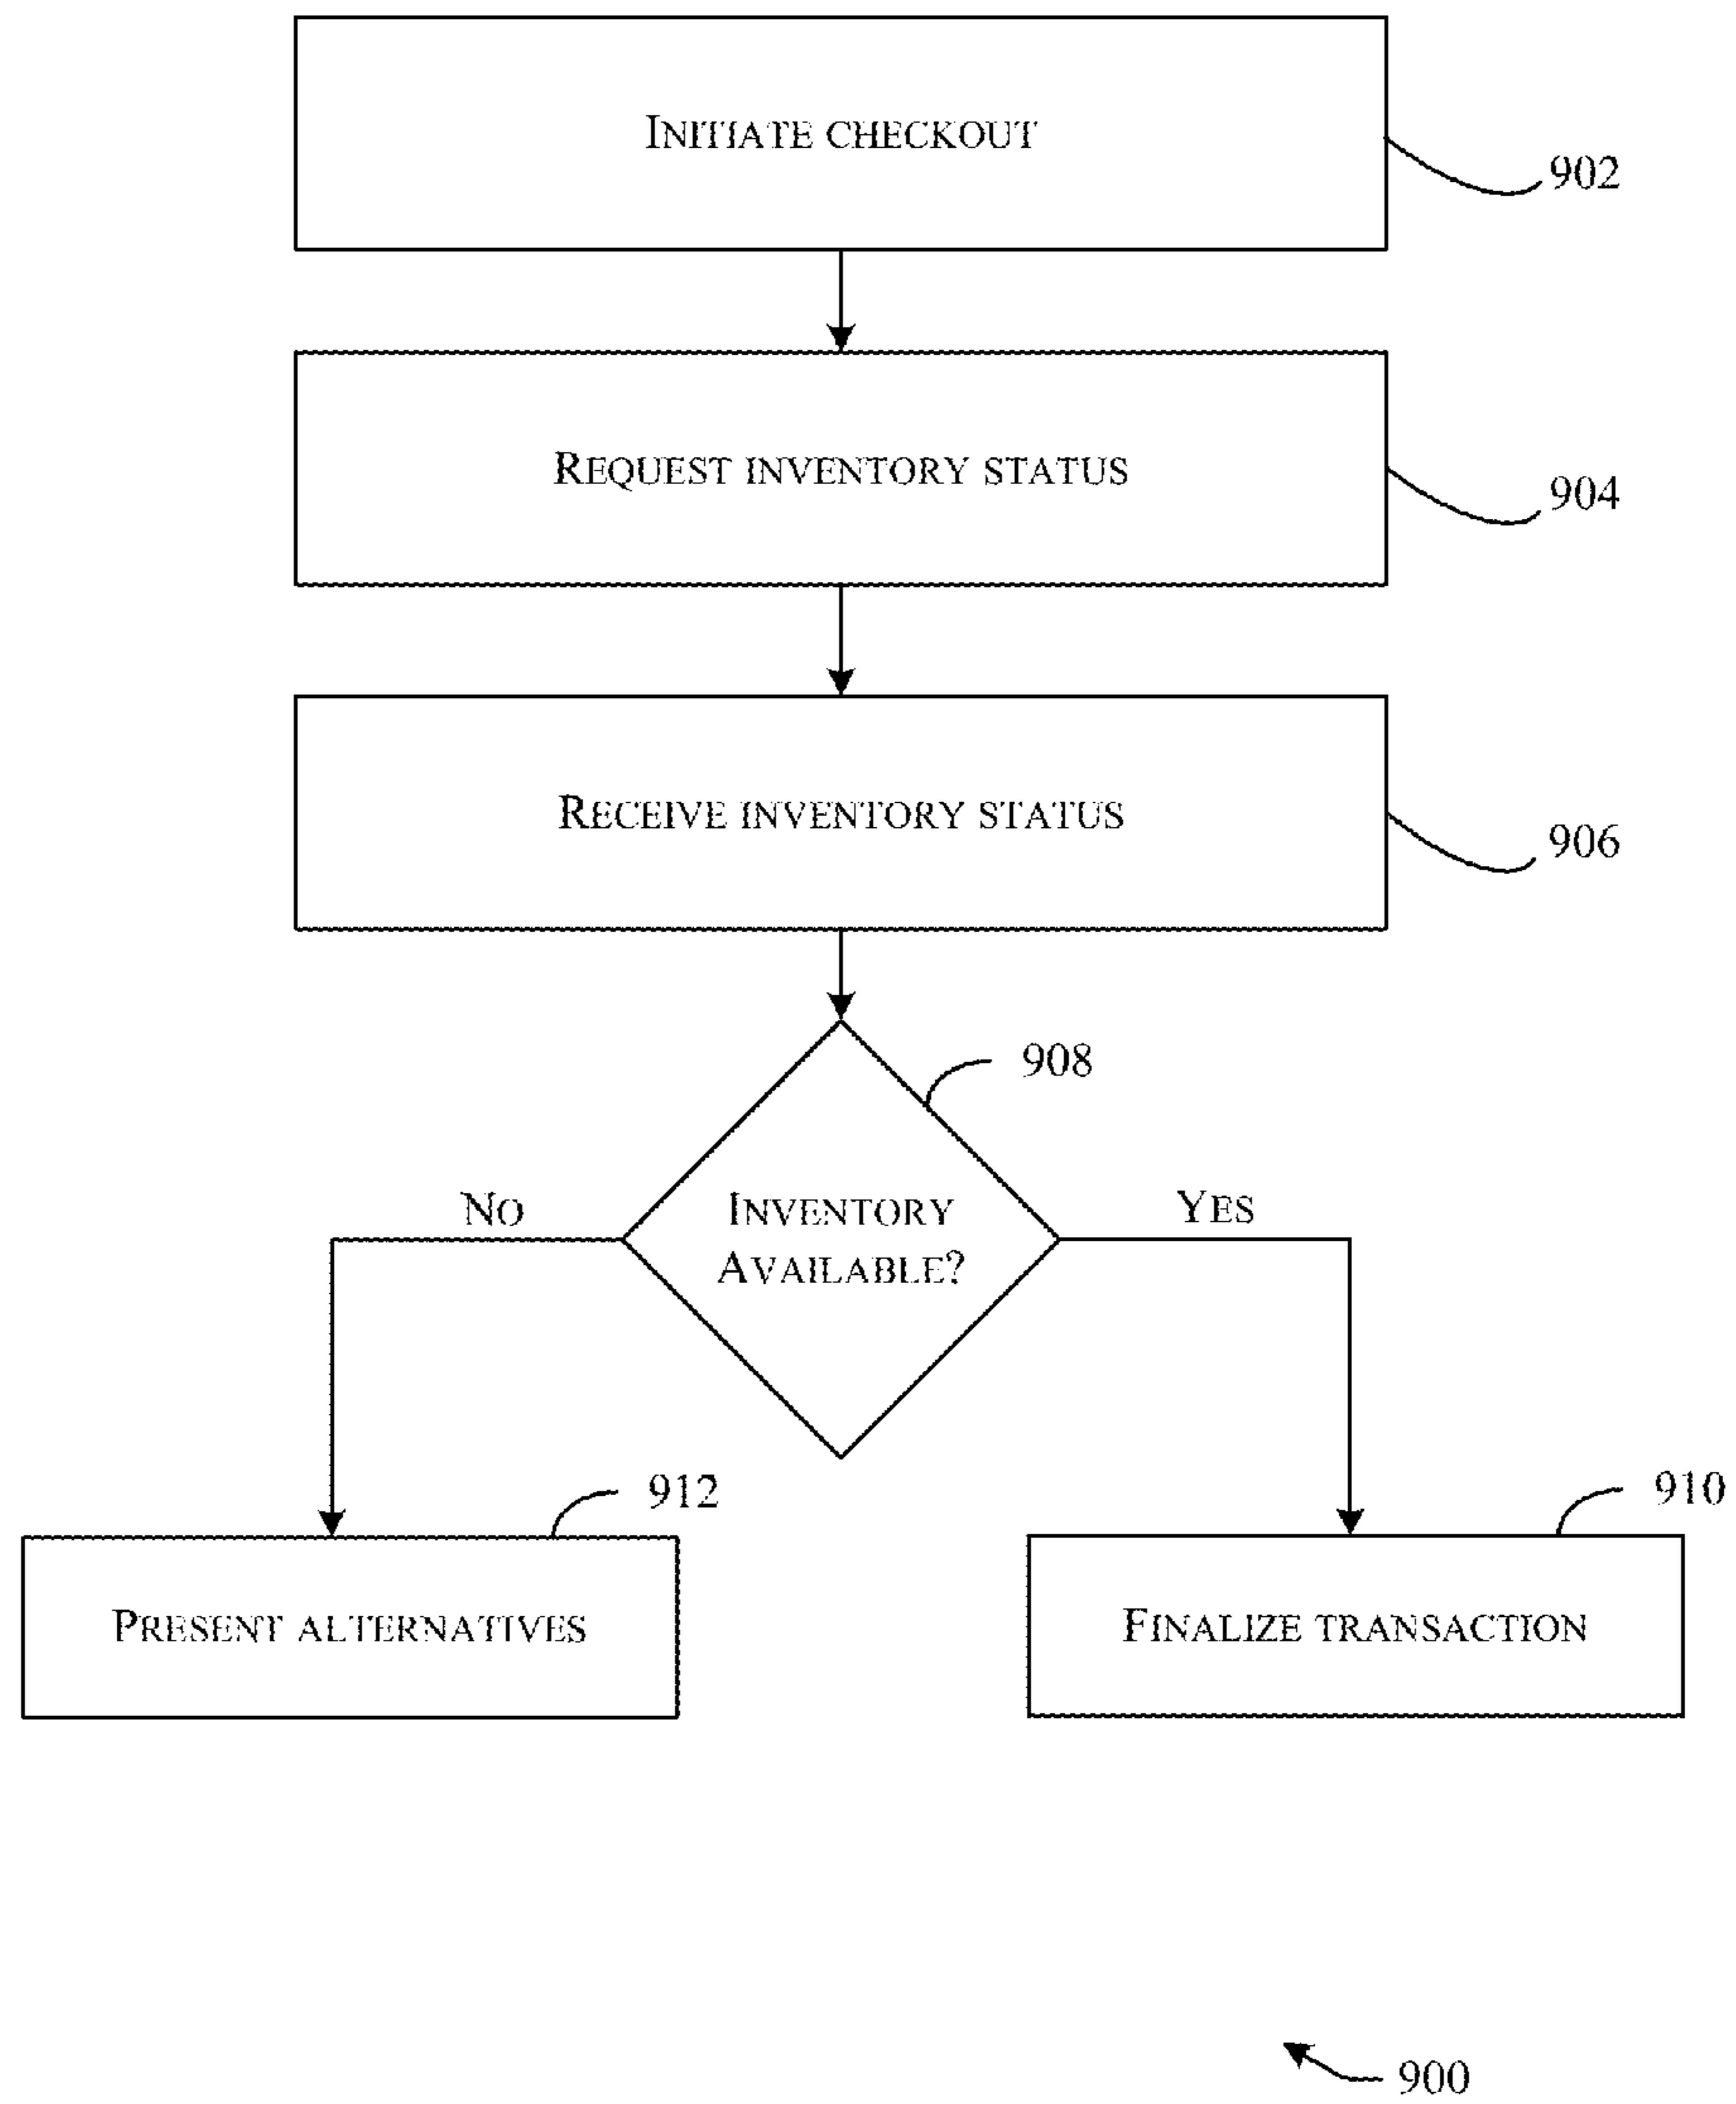 INITIATE CHECKOUT
902
REQUEST INVENTORY STATUS
904
RECEIVE INVENTORY STATUS
906
908
NO
INVENTORY
AVAILABLE?
YES
912
910
PRESENT ALTERNATIVES
FINALIZE TRANSACTION
900